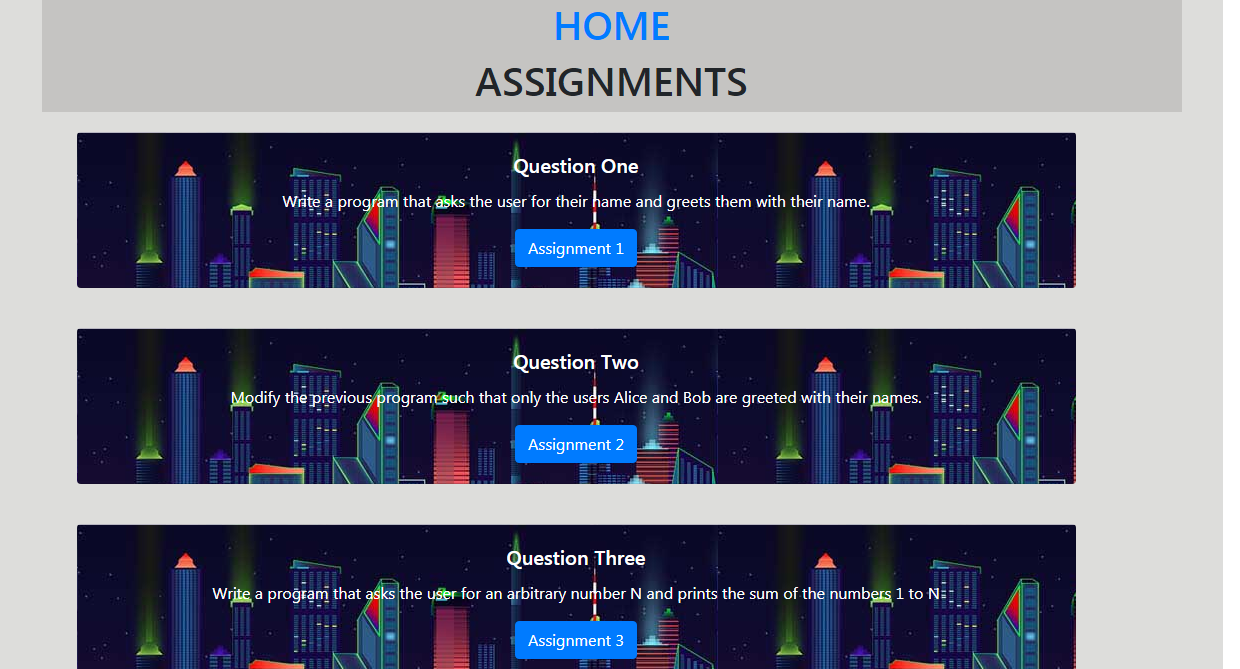 HOME
ASSIGNMENTS
Question One
Write a program that asks the user for their name and greets them with their name.
Assignment 1
Question Two
Modify the previous program such that only the users Alice and Bob are greeted with their names.
Assignment 2
Question Three
Write a program that asks the user for an arbitrary number N and prints the sum of the numbers 1 to N.
Assignment 3